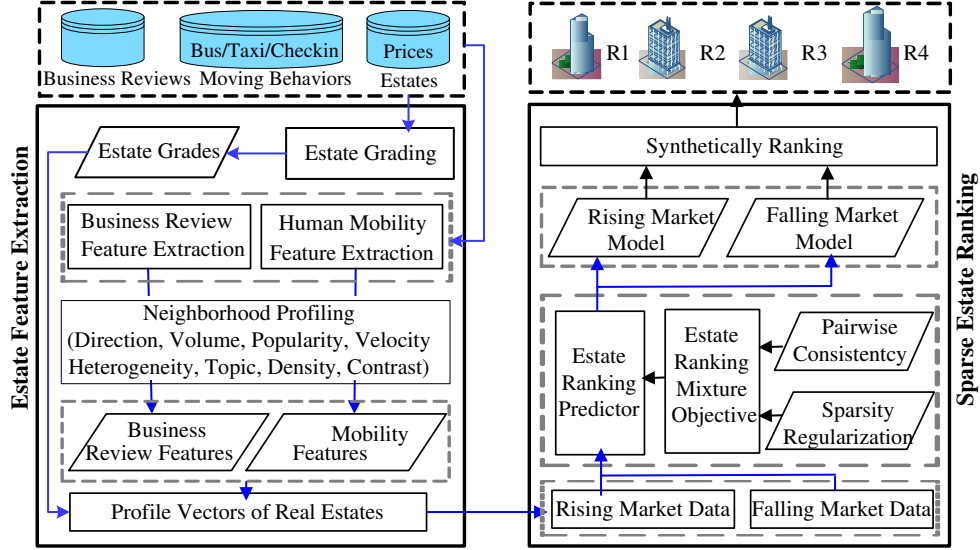 Bus/Taxi/Checkin
Prices
Business Reviews
Moving Behaviors
Estates
Estate Feature Extraction
Estate Grades
Estate Grading
Business Review
Feature Extraction
Human Mobility
Feature Extraction
Neighborhood Profiling
(Direction, Volume, Popularity, Velocity
Heterogeneity, Topic, Density, Contrast)
Business
Review Features
Mobility
Features
Profile Vectors of Real Estates
R1
R2
R3
R4
Synthetically Ranking
Rising Market
Model
Falling Market
Model
Estate
Ranking
Predictor
Estate
Ranking
Mixture
Objective
Pairwise
Consistency
Sparsity
Regularization
Rising Market Data
Falling Market Data
Sparse Estate Ranking